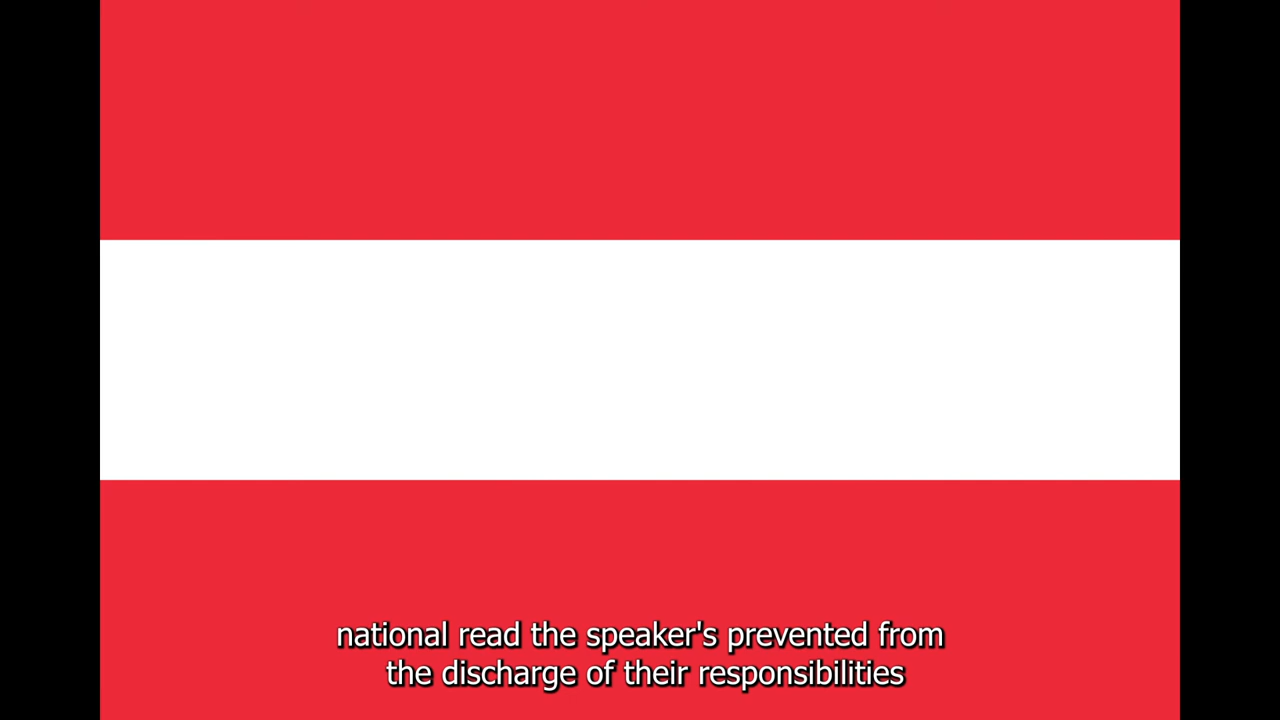 national read the speaker's prevented from
the discharge of their responsibilities